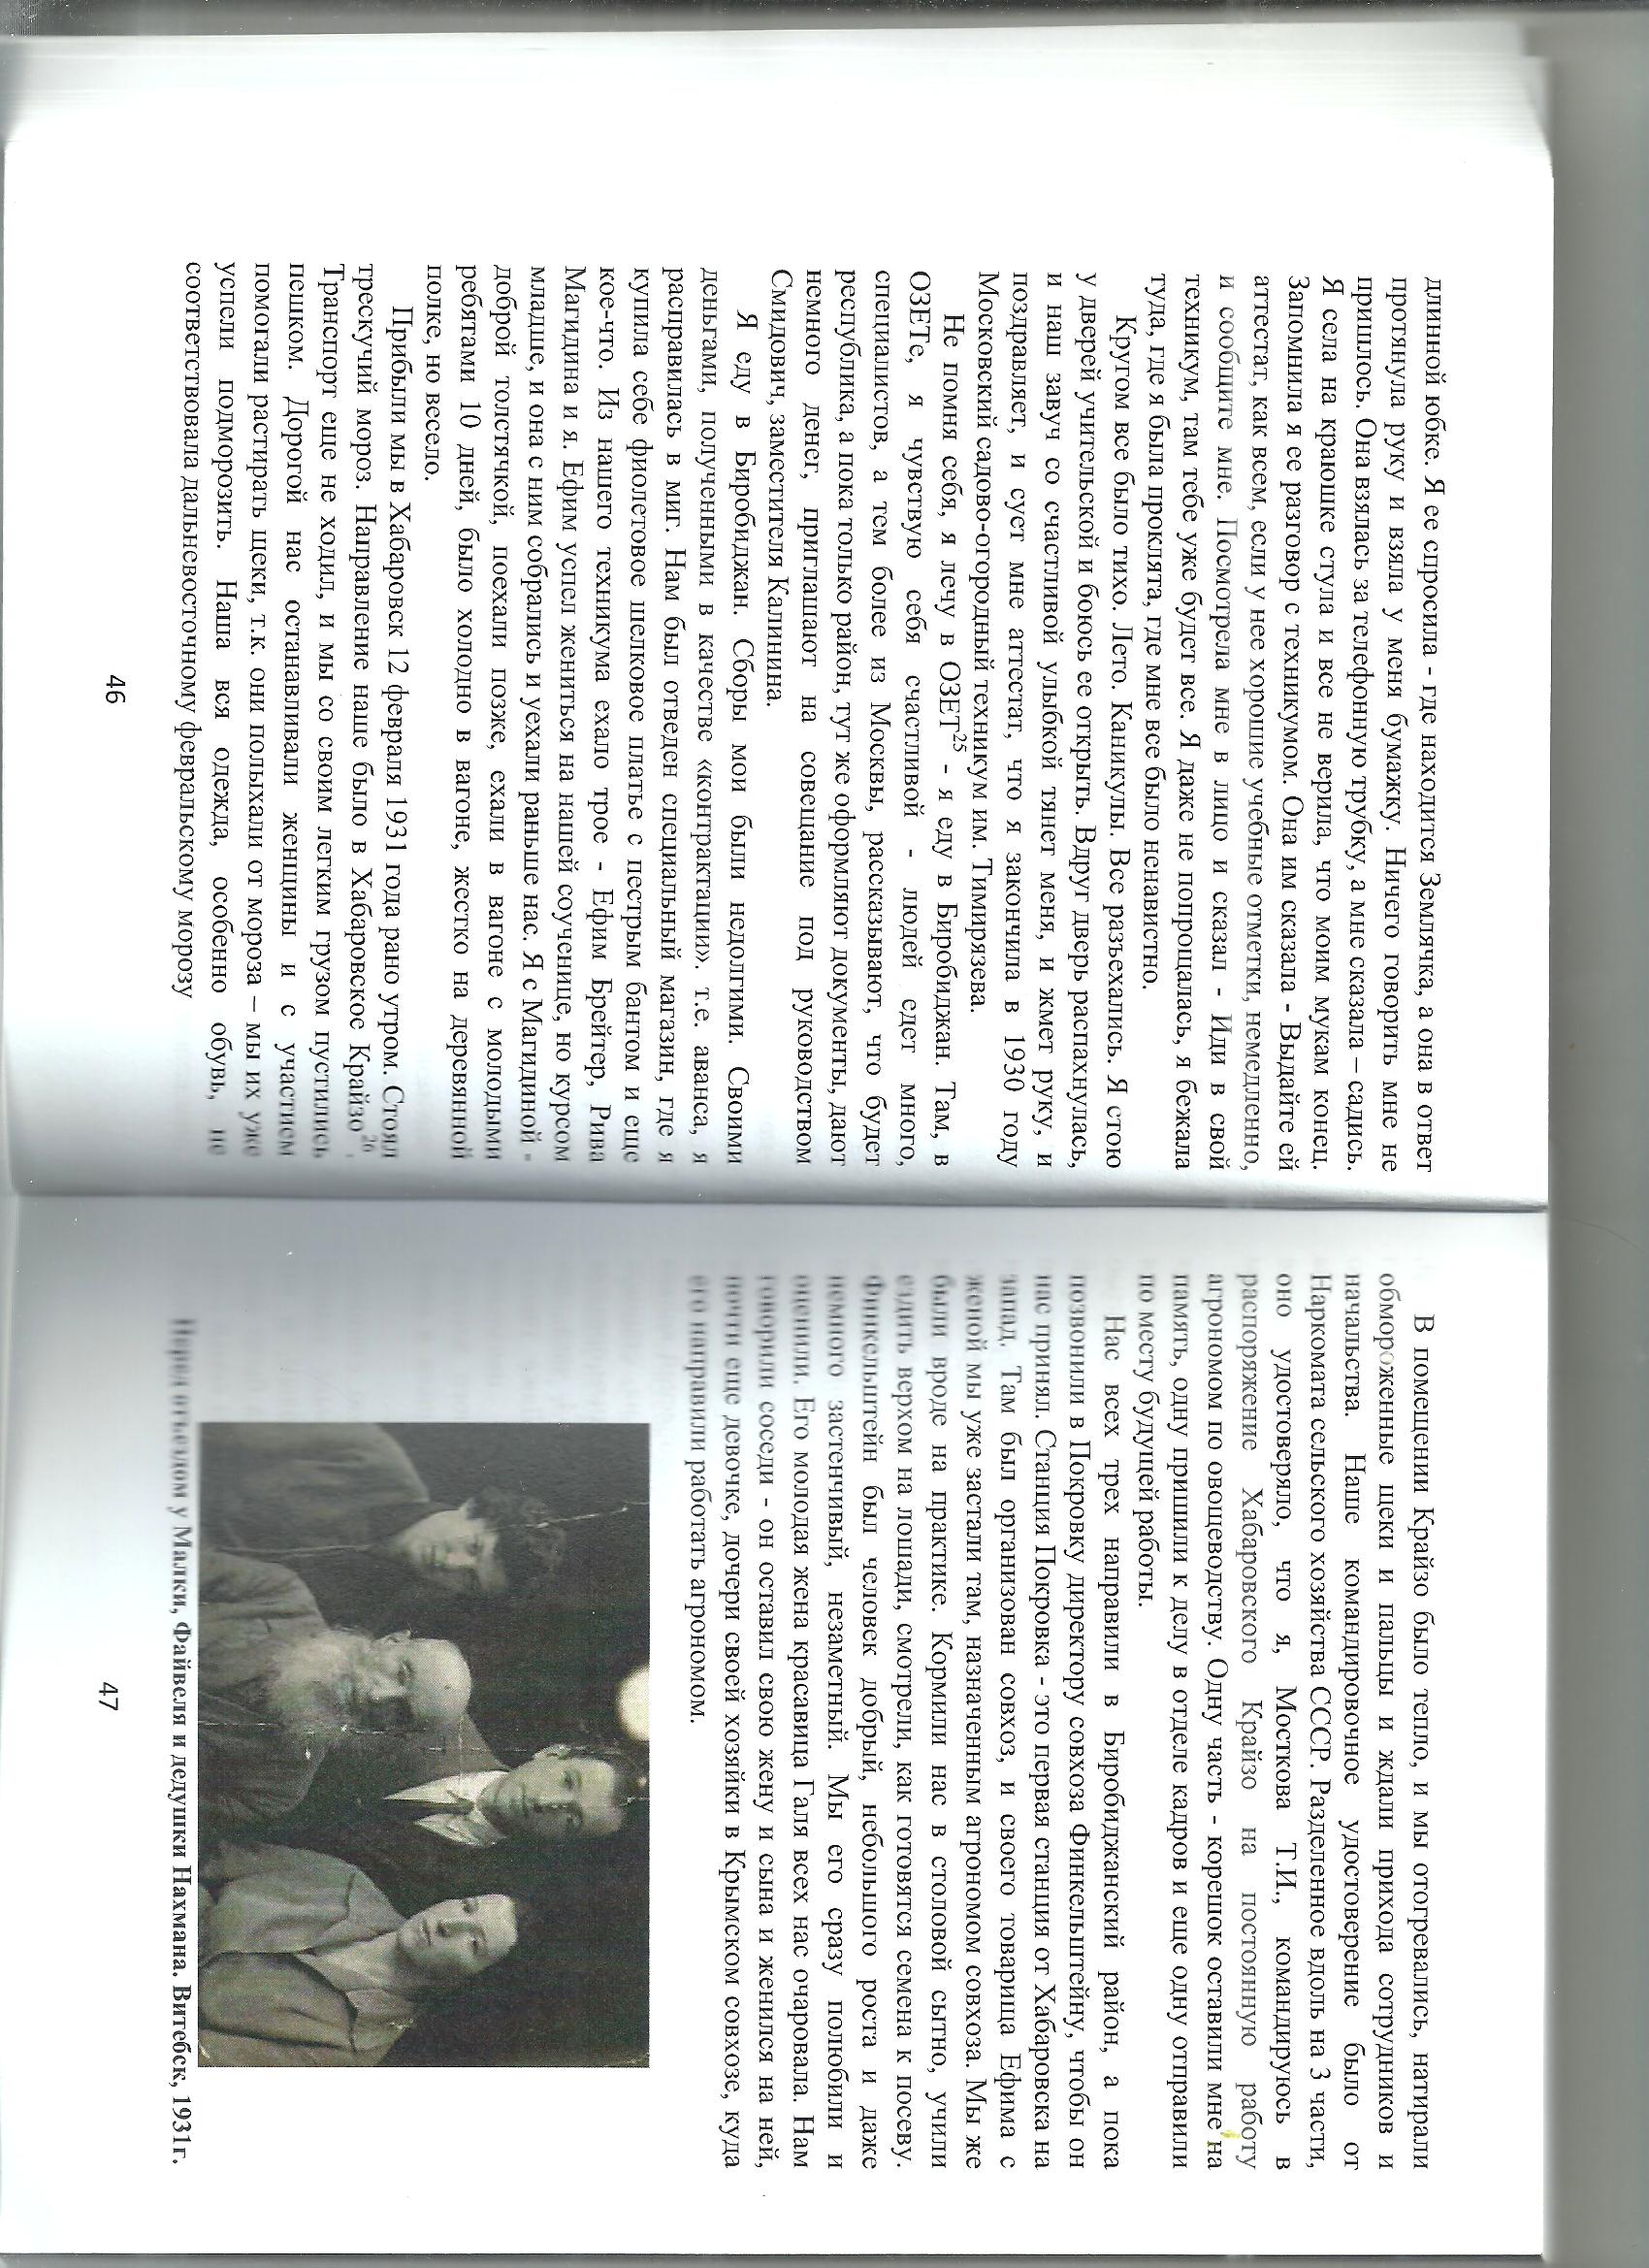 длинной юбке. Я ее спросила - где находится Землячка, а она в ответ
протянула руку и взяла у меня бумажку. Ничего говорить мне не
пришлось. Она взялась за телефонную трубку, а мне сказала – садись.
Я села на краюшке стула и все не верила, что моим мукам конец.
Запомнила я ее разговор с техникумом. Она им сказала - Выдайте ей
аттестат, как всем, если у нее хорошие учебные отметки, немедленно,
и сообщите мне. Посмотрела мне в лицо и сказал - Иди в свой
техникум, там тебе уже будет все. Я даже не попрощалась, я бежала
туда, где я была проклята, где мне все было ненавистно.
Кругом все было тихо. Лето. Каникулы. Все разъехались. Я стою
у дверей учительской и боюсь ее открыть. Вдруг дверь распахнулась,
и наш завуч со счастливой улыбкой тянет меня, и жмет руку, и
поздравляет, и сует мне аттестат, что я закончила в 1930 году
Московский садово-огородный техникум им. Тимирязева.
Не помня себя, я лечу в ОЗЕТ25 - я еду в Биробиджан. Там, в
ОЗЕТе, я чувствую себя счастливой - людей едет много,
специалистов, а тем более из Москвы, рассказывают, что будет
республика, а пока только район, тут же оформляют документы, дают
немного денег, приглашают на совещание под руководством
Смидович, заместителя Калинина.
Я еду в Биробиджан. Сборы мои были недолгими. Своими
деньгами, полученными в качестве «контрактации». т.е. аванса, я
расправилась в миг. Нам был отведен специальный магазин, где я
купила себе фиолетовое шелковое платье с пестрым бантом и еще
кое-что. Из нашего техникума ехало трое - Ефим Брейтер, Рива
Магидина и я. Ефим успел жениться на нашей соученице, но курсом
младше, и она с ним собрались и уехали раньше нас. Я с Магидиной -
доброй толстячкой, поехали позже, ехали в вагоне с молодыми
ребятами 10 дней, было холодно в вагоне, жестко на деревянной
полке, но весело.
Прибыли мы в Хабаровск 12 февраля 1931 года рано утром. Стоял
трескучий мороз. Направление наше было в Хабаровское Крайзо26.
Транспорт еще не ходил, и мы со своим легким грузом пустились
пешком. Дорогой нас останавливали женщины и с участием
помогали растирать щеки, т.к. они полыхали от мороза – мы их уже
успели подморозить. Наша вся одежда, особенно обувь, не
соответствовала дальневосточному февральскому морозу
46
В помещении Крайзо было тепло, и мы отогревались, натирали
обмороженные щеки и пальцы и ждали прихода сотрудников и
начальства. Наше командировочное удостоверение было от
Наркомата сельского хозяйства СССР. Разделенное вдоль на 3 части,
оно удостоверяло, что я, Мосткова Т.И., командируюсь в
распоряжение Хабаровского Крайзо на постоянную работу
агрономом по овощеводству. Одну часть - корешок оставили мне на
память, одну пришили к делу в отделе кадров и еще одну отправили
по месту будущей работы.
Нас всех трех направили в Биробиджанский район, а пока
позвонили в Покровку директору совхоза Финкельштейну, чтобы он
нас принял. Станция Покровка - это первая станция от Хабаровска на
запад. Там был организован совхоз, и своего товарища Ефима с
женой мы уже застали там, назначенным агрономом совхоза. Мы же
были вроде на практике. Кормили нас в столовой сытно, учили
ездить верхом на лошади, смотрели, как готовятся семена к посеву.
Финкельштейн был человек добрый, небольшого роста и даже
немного застенчивый, незаметный. Мы его сразу полюбили и
оценили. Его молодая жена красавица Галя всех нас очаровала. Нам
говорили соседи - он оставил свою жену и сына и женился на ней,
почти еще девочке, дочери своей хозяйки в Крымском совхозе, куда
его направили работать агрономом.
Перед отъездом у Малки, Файвеля и дедушки Нахмана. Витебск, 1931г.
47